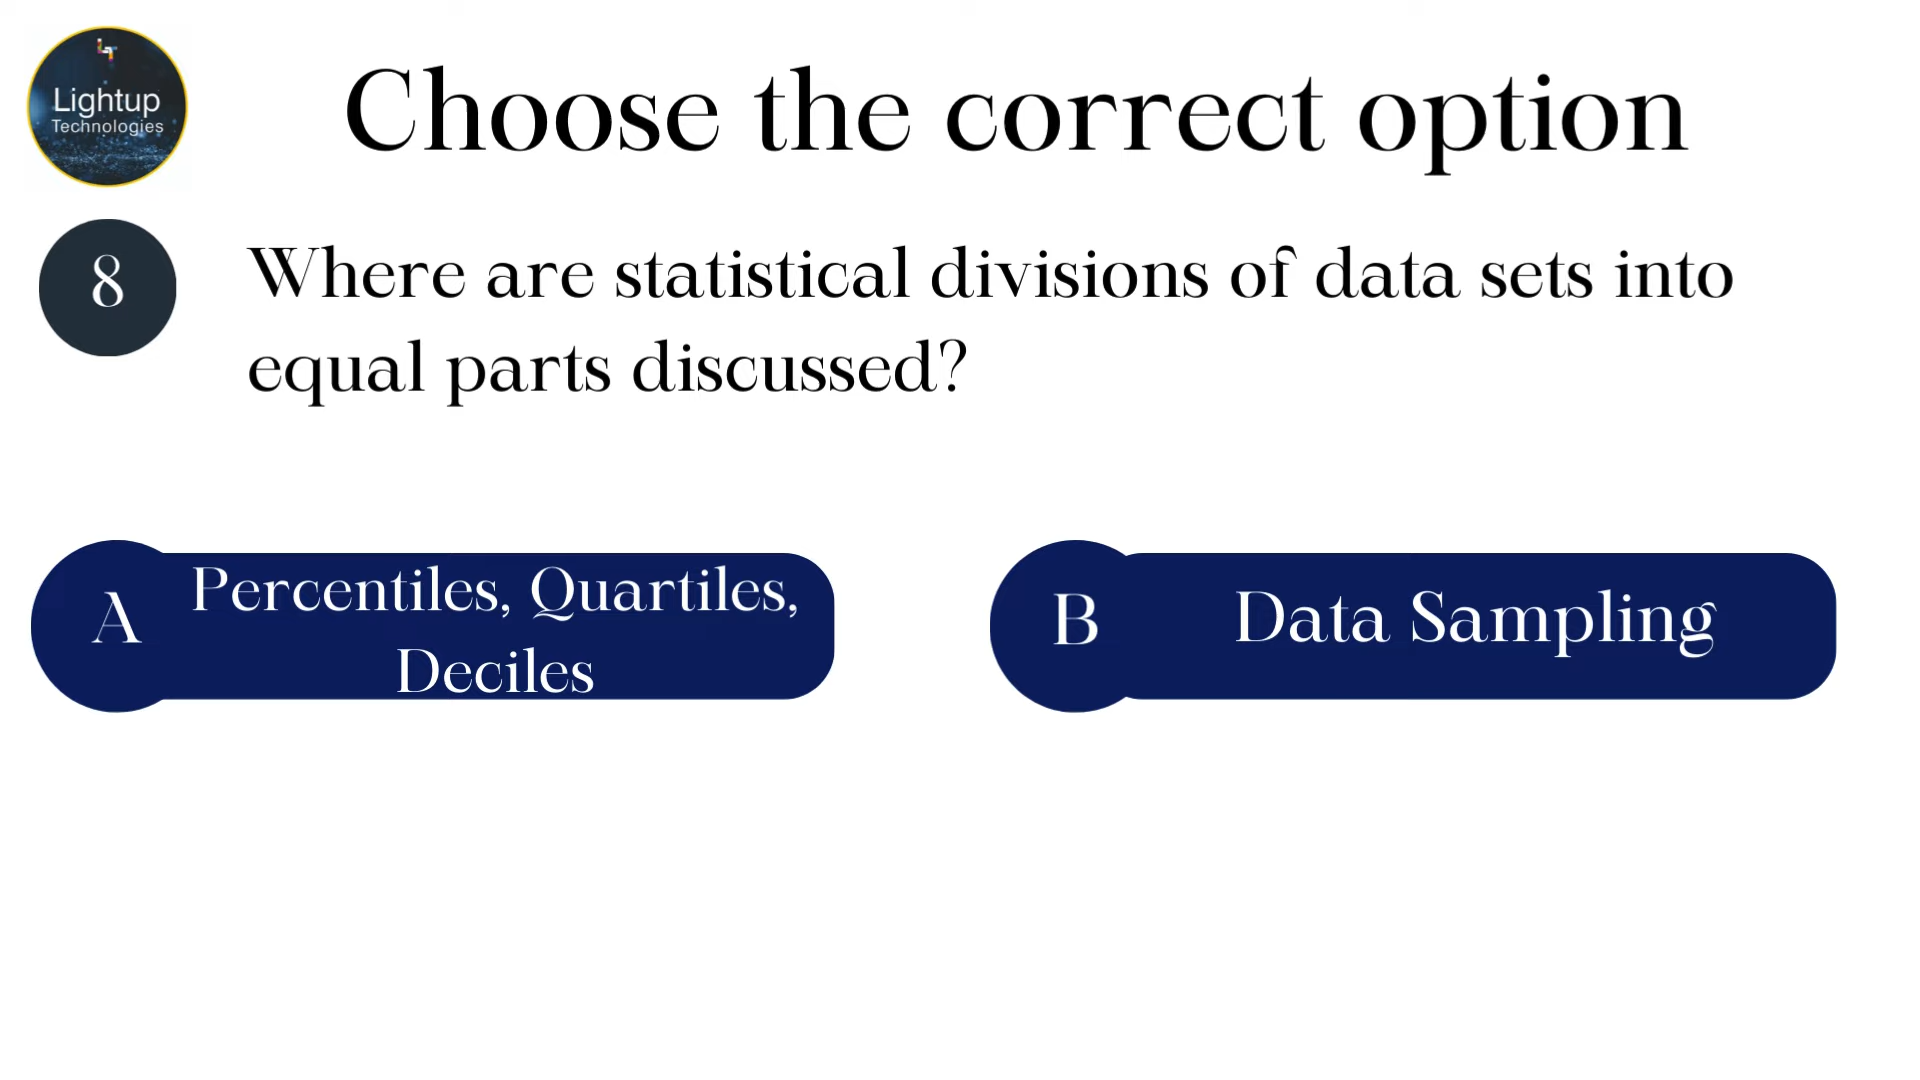 LT
Lightup
Technologies
Choose the correct option
8
Where are statistical divisions of data sets into
equal parts discussed?
A
Percentiles, Quartiles,
Deciles
B
Data Sampling